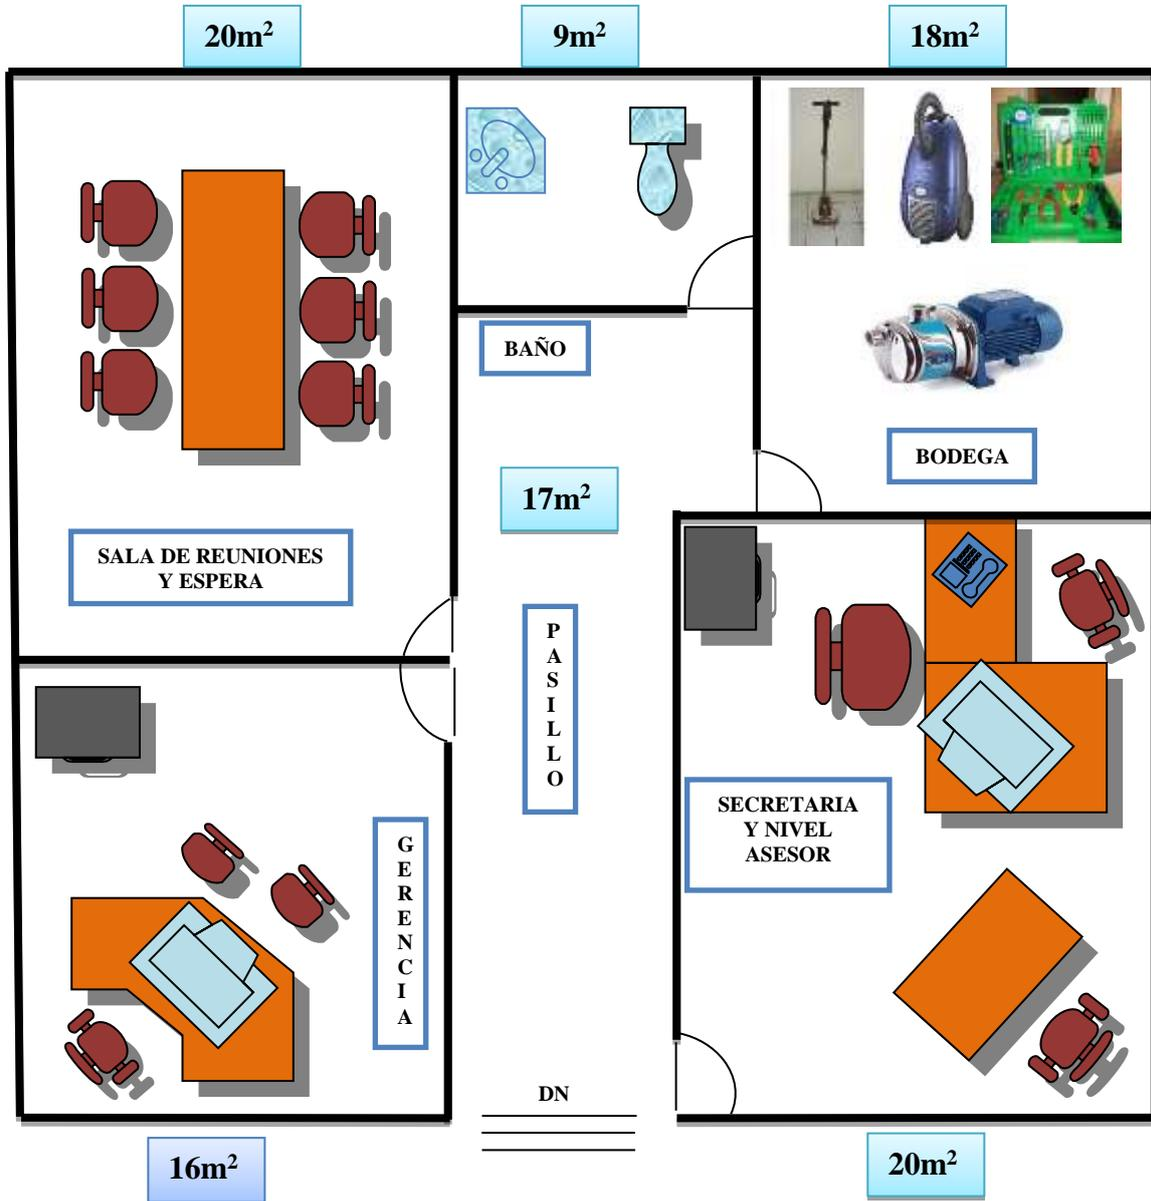 20m²
9m²
18m²
BAÑO
BODEGA
17m²
SALA DE REUNIONES
Y ESPERA
P
A
S
I
L
L
O
SECRETARIA
Y NIVEL
ASESOR
G
E
R
E
N
C
I
A
DN
16m²
20m²